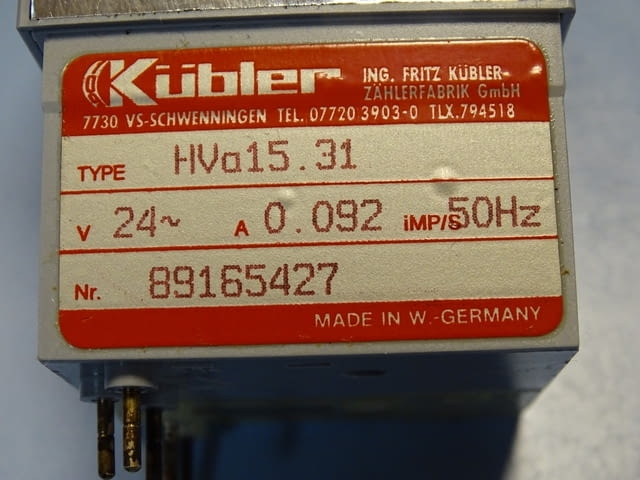 Kübler
ING. FRITZ KÜBLER-
ZÄHLERFABRIK GmbH
7730 VS-SCHWENNINGEN TEL. 07720 3903-0 TLX.794518
TYPE HVa15.31
V 24~ A 0.092 iMP/S 50Hz
Nr. 89165427
MADE IN W.-GERMANY